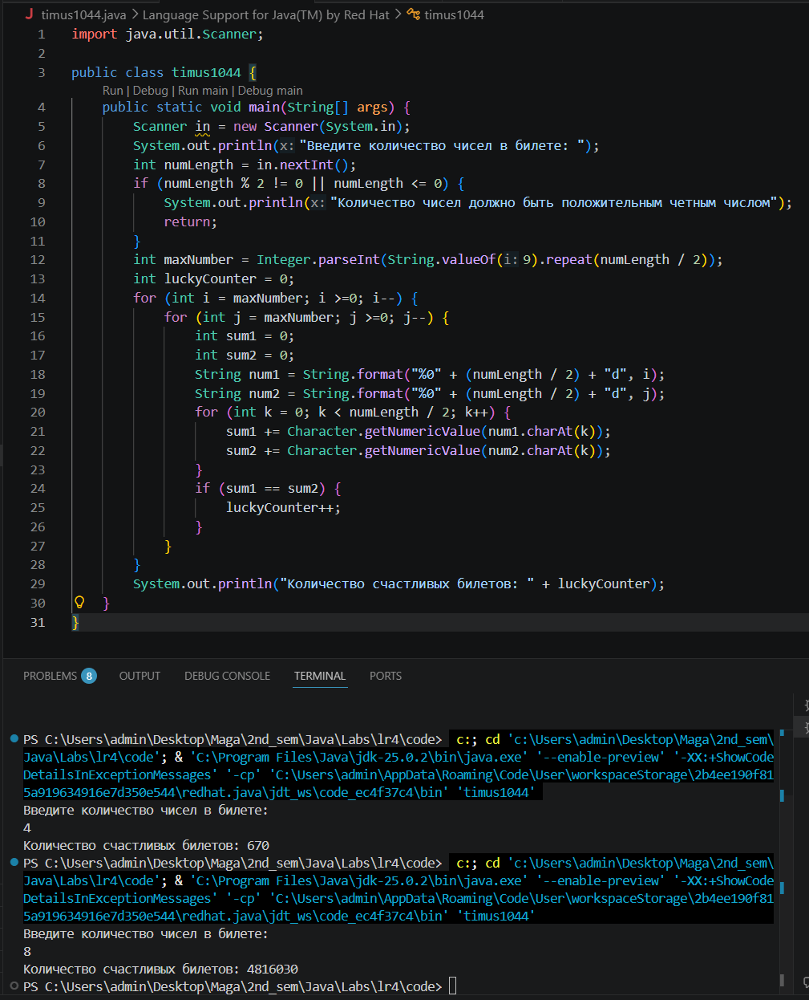 timus1044.java > Language Support for Java(TM) by Red Hat > timus1044
1 import java.util.Scanner;
2
3 public class timus1044 {
Run | Debug | Run main | Debug main
4 public static void main(String[] args) {
5 Scanner in = new Scanner(System.in);
6 System.out.println(x: "Введите количество чисел в билете: ");
7 int numLength = in.nextInt();
8 if (numLength % 2 != 0 || numLength <= 0) {
9 System.out.println(x: "Количество чисел должно быть положительным четным числом");
10 return;
11 }
12 int maxNumber = Integer.parseInt(String.valueOf(i: 9).repeat(numLength / 2));
13 int luckyCounter = 0;
14 for (int i = maxNumber; i >=0; i--) {
15 for (int j = maxNumber; j >=0; j--) {
16 int sum1 = 0;
17 int sum2 = 0;
18 String num1 = String.format("%0" + (numLength / 2) + "d", i);
19 String num2 = String.format("%0" + (numLength / 2) + "d", j);
20 for (int k = 0; k < numLength / 2; k++) {
21 sum1 += Character.getNumericValue(num1.charAt(k));
22 sum2 += Character.getNumericValue(num2.charAt(k));
23 }
24 if (sum1 == sum2) {
25 luckyCounter++;
26 }
27 }
28 }
29 System.out.println("Количество счастливых билетов: " + luckyCounter);
30 }
31 }
PROBLEMS 8 OUTPUT DEBUG CONSOLE TERMINAL PORTS
PS C:\Users\admin\Desktop\Maga\2nd_sem\Java\Labs\lr4\code> c:; cd 'c:\Users\admin\Desktop\Maga\2nd_sem\
Java\Labs\lr4\code'; & 'C:\Program Files\Java\jdk-25.0.2\bin\java.exe' '--enable-preview' '-XX:+ShowCode
DetailsInExceptionMessages' '-cp' 'C:\Users\admin\AppData\Roaming\Code\User\workspaceStorage\2b4ee190f81
5a919634916e7d350e544\redhat.java\jdt_ws\code_ec4f37c4\bin' 'timus1044'
Введите количество чисел в билете:
4
Количество счастливых билетов: 670
PS C:\Users\admin\Desktop\Maga\2nd_sem\Java\Labs\lr4\code> c:; cd 'c:\Users\admin\Desktop\Maga\2nd_sem\
Java\Labs\lr4\code'; & 'C:\Program Files\Java\jdk-25.0.2\bin\java.exe' '--enable-preview' '-XX:+ShowCode
DetailsInExceptionMessages' '-cp' 'C:\Users\admin\AppData\Roaming\Code\User\workspaceStorage\2b4ee190f81
5a919634916e7d350e544\redhat.java\jdt_ws\code_ec4f37c4\bin' 'timus1044'
Введите количество чисел в билете:
8
Количество счастливых билетов: 4816030
PS C:\Users\admin\Desktop\Maga\2nd_sem\Java\Labs\lr4\code>